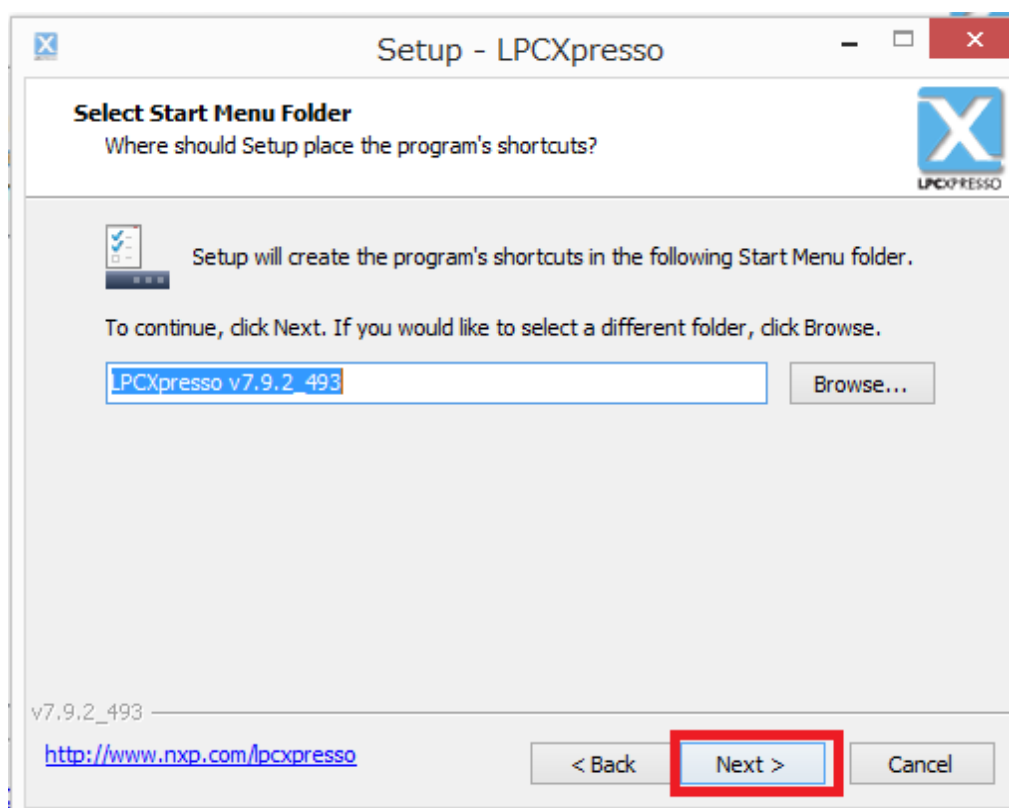 Setup - LPCXpresso
Select Start Menu Folder
Where should Setup place the program's shortcuts?
LPCXPRESSO
Setup will create the program's shortcuts in the following Start Menu folder.
To continue, click Next. If you would like to select a different folder, click Browse.
LPCXpresso v7.9.2_493
Browse...
v7.9.2_493
http://www.nxp.com/lpcxpresso
< Back
Next >
Cancel